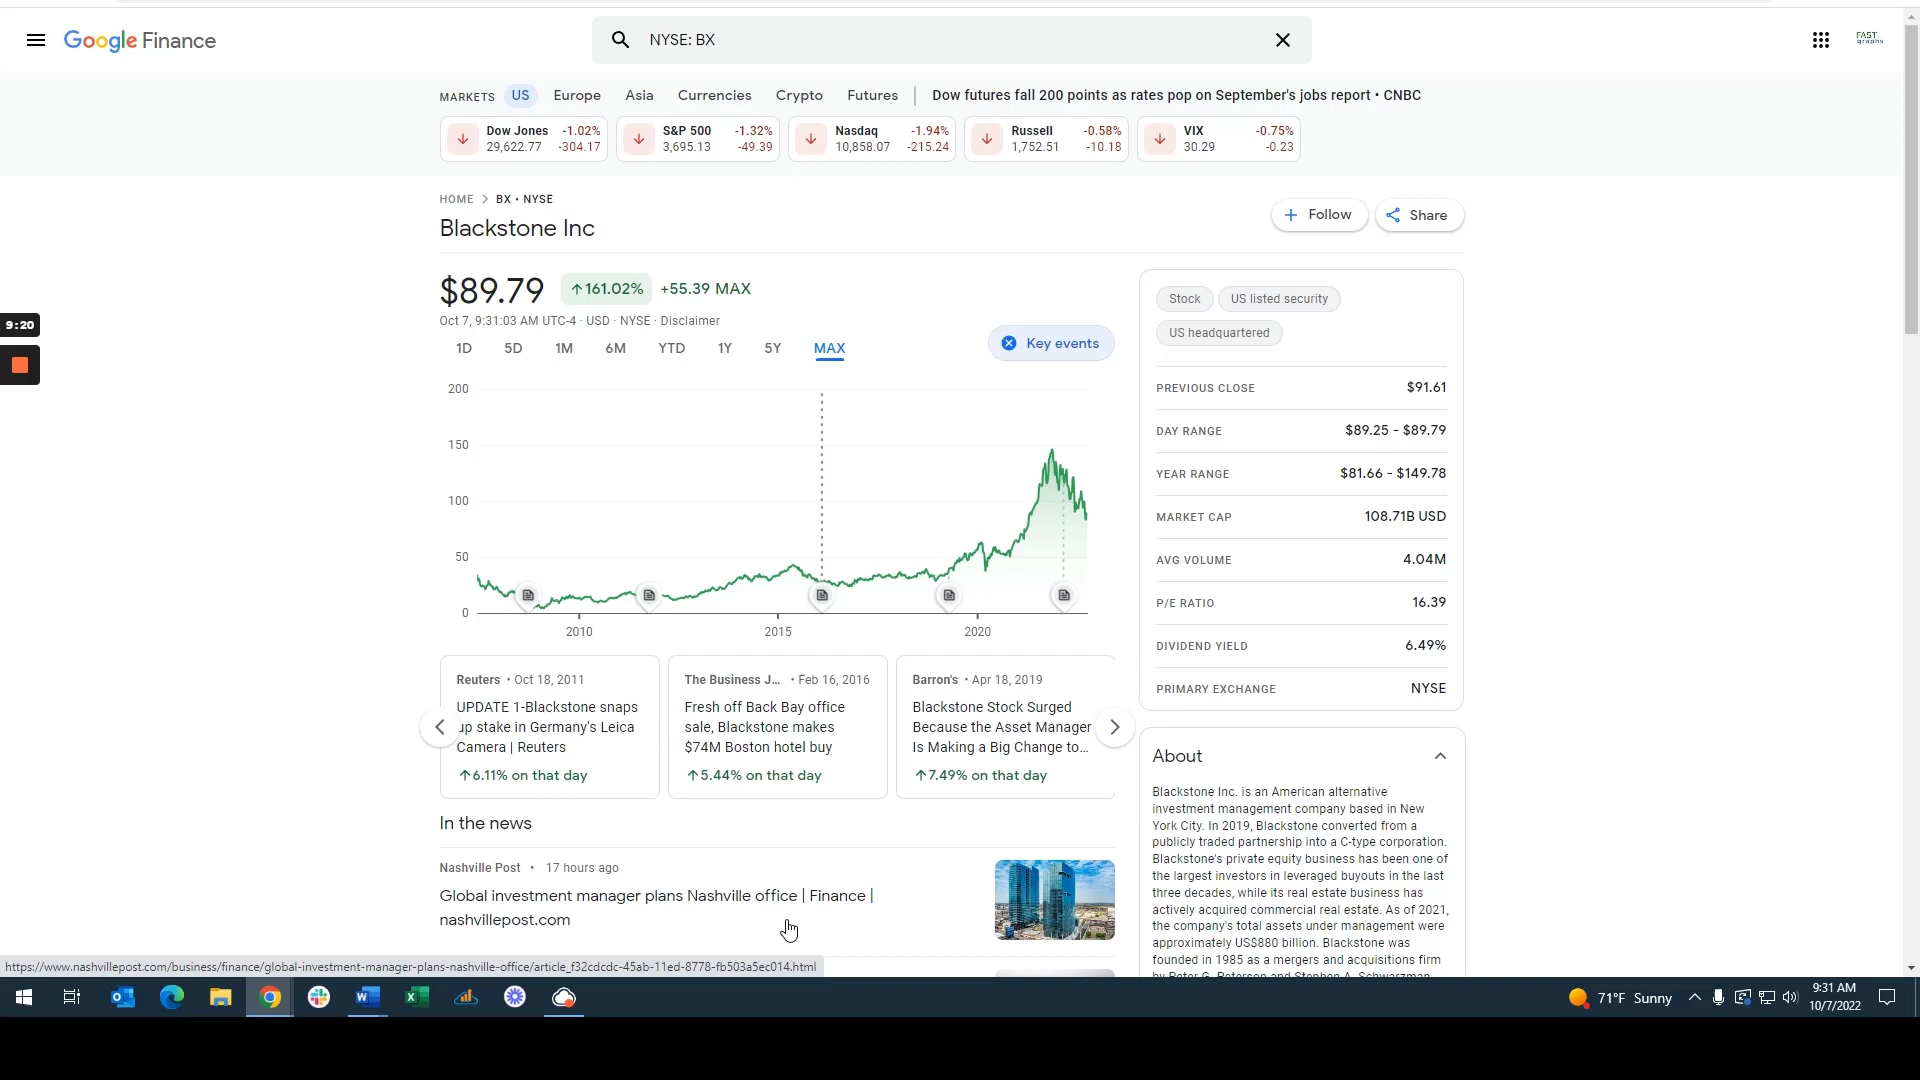 Google Finance
NYSE: BX
FAST
graphs
MARKETS US Europe Asia Currencies Crypto Futures Dow futures fall 200 points as rates pop on September's jobs report • CNBC
Dow Jones -1.02%
29,622.77 -304.17
S&P 500 -1.32%
3,695.13 -49.39
Nasdaq -1.94%
10,858.07 -215.24
Russell -0.58%
1,752.51 -10.18
VIX -0.75%
30.29 -0.23
HOME > BX • NYSE
Blackstone Inc
+ Follow
Share
$89.79 ↑161.02% +55.39 MAX
Oct 7, 9:31:03 AM UTC-4 · USD · NYSE · Disclaimer
1D 5D 1M 6M YTD 1Y 5Y MAX
Key events
200
150
100
50
0
2010 2015 2020
Stock US listed security
US headquartered
PREVIOUS CLOSE $91.61
DAY RANGE $89.25 - $89.79
YEAR RANGE $81.66 - $149.78
MARKET CAP 108.71B USD
AVG VOLUME 4.04M
P/E RATIO 16.39
DIVIDEND YIELD 6.49%
PRIMARY EXCHANGE NYSE
9:20
Reuters • Oct 18, 2011
UPDATE 1-Blackstone snaps
up stake in Germany's Leica
Camera | Reuters
↑6.11% on that day
The Business J... • Feb 16, 2016
Fresh off Back Bay office
sale, Blackstone makes
$74M Boston hotel buy
↑5.44% on that day
Barron's • Apr 18, 2019
Blackstone Stock Surged
Because the Asset Manager
Is Making a Big Change to...
↑7.49% on that day
In the news
Nashville Post • 17 hours ago
Global investment manager plans Nashville office | Finance |
nashvillepost.com
About
Blackstone Inc. is an American alternative
investment management company based in New
York City. In 2019, Blackstone converted from a
publicly traded partnership into a C-type corporation.
Blackstone's private equity business has been one of
the largest investors in leveraged buyouts in the last
three decades, while its real estate business has
actively acquired commercial real estate. As of 2021,
the company's total assets under management were
approximately US$880 billion. Blackstone was
founded in 1985 as a mergers and acquisitions firm
by Peter G. Peterson and Stephen A. Schwarzman,
https://www.nashvillepost.com/business/finance/global-investment-manager-plans-nashville-office/article_f32cdcdc-45ab-11ed-8778-fb503a5ec014.html
71°F Sunny
9:31 AM
10/7/2022